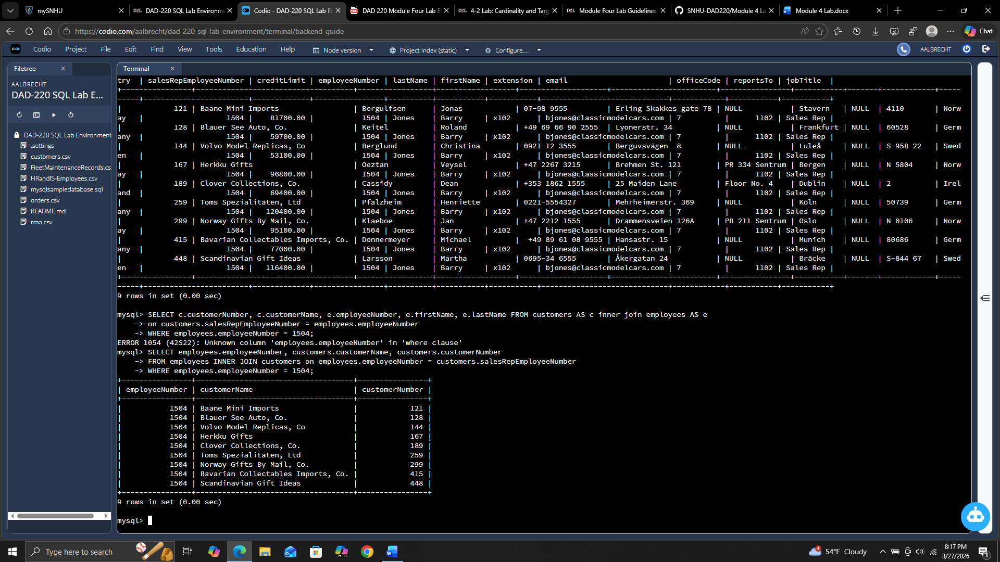 mySNHU
DAD-220 SQL Lab Environm
Codio - DAD-220 SQL Lab Er
DAD 220 Module Four Lab E
4-2 Lab: Cardinality and Targ
Module Four Lab Guidelines
SNHU-DAD220/Module 4 La
Module 4 Lab.docx
https://codio.com/aalbrecht/dad-220-sql-lab-environment/terminal/backend-guide
Chat
Codio Project File Edit Find View Tools Education Help Node version Project Index (static) Configure.... AALBRECHT
Filetree
AALBRECHT
DAD-220 SQL Lab E...
DAD-220 SQL Lab Environment
.settings
customers.csv
FleetMaintenanceRecords.cs
HRandIS-Employees.csv
mysqlsampledatabase.sql
orders.csv
README.md
rma.csv
Terminal
try | salesRepEmployeeNumber | creditLimit | employeeNumber | lastName | firstName | extension | email | officeCode | reportsTo | jobTitle |
| 121 | Baane Mini Imports | Bergulfsen | Jonas | 07-98 9555 | Erling Skakkes gate 78 | NULL | Stavern | NULL | 4110 | Norw
ay | 1504 | 81700.00 | 1504 | Jones | Barry | x102 | bjones@classicmodelcars.com | 7 | 1102 | Sales Rep |
| 128 | Blauer See Auto, Co. | Keitel | Roland | +49 69 66 90 2555 | Lyonerstr. 34 | NULL | Frankfurt | NULL | 60528 | Germ
any | 1504 | 59700.00 | 1504 | Jones | Barry | x102 | bjones@classicmodelcars.com | 7 | 1102 | Sales Rep |
| 144 | Volvo Model Replicas, Co | Berglund | Christina | 0921-12 3555 | Berguvsvägen 8 | NULL | Luleå | NULL | S-958 22 | Swed
en | 1504 | 53100.00 | 1504 | Jones | Barry | x102 | bjones@classicmodelcars.com | 7 | 1102 | Sales Rep |
| 167 | Herkku Gifts | Oeztan | Veysel | +47 2267 3215 | Brehmen St. 121 | PR 334 Sentrum | Bergen | NULL | N 5804 | Norw
ay | 1504 | 96800.00 | 1504 | Jones | Barry | x102 | bjones@classicmodelcars.com | 7 | 1102 | Sales Rep |
| 189 | Clover Collections, Co. | Cassidy | Dean | +353 1862 1555 | 25 Maiden Lane | Floor No. 4 | Dublin | NULL | 2 | Irel
and | 1504 | 69400.00 | 1504 | Jones | Barry | x102 | bjones@classicmodelcars.com | 7 | 1102 | Sales Rep |
| 259 | Toms Spezialitäten, Ltd | Pfalzheim | Henriette | 0221-5554327 | Mehrheimerstr. 369 | NULL | Köln | NULL | 50739 | Germ
any | 1504 | 120400.00 | 1504 | Jones | Barry | x102 | bjones@classicmodelcars.com | 7 | 1102 | Sales Rep |
| 299 | Norway Gifts By Mail, Co. | Klaeboe | Jan | +47 2212 1555 | Drammensveien 126A | PB 211 Sentrum | Oslo | NULL | N 0106 | Norw
ay | 1504 | 95100.00 | 1504 | Jones | Barry | x102 | bjones@classicmodelcars.com | 7 | 1102 | Sales Rep |
| 415 | Bavarian Collectables Imports, Co. | Donnermeyer | Michael | +49 89 61 08 9555 | Hansastr. 15 | NULL | Munich | NULL | 80686 | Germ
any | 1504 | 77000.00 | 1504 | Jones | Barry | x102 | bjones@classicmodelcars.com | 7 | 1102 | Sales Rep |
| 448 | Scandinavian Gift Ideas | Larsson | Martha | 0695-34 6555 | Åkergatan 24 | NULL | Bräcke | NULL | S-844 67 | Swed
en | 1504 | 116400.00 | 1504 | Jones | Barry | x102 | bjones@classicmodelcars.com | 7 | 1102 | Sales Rep |
9 rows in set (0.00 sec)
mysql> SELECT c.customerNumber, c.customerName, e.employeeNumber, e.firstName, e.lastName FROM customers AS c inner join employees AS e
-> on customers.salesRepEmployeeNumber = employees.employeeNumber
-> WHERE employees.employeeNumber = 1504;
ERROR 1054 (42S22): Unknown column 'employees.employeeNumber' in 'where clause'
mysql> SELECT employees.employeeNumber, customers.customerName, customers.customerNumber
-> FROM employees INNER JOIN customers on employees.employeeNumber = customers.salesRepEmployeeNumber
-> WHERE employees.employeeNumber = 1504;
| employeeNumber | customerName | customerNumber |
| 1504 | Baane Mini Imports | 121 |
| 1504 | Blauer See Auto, Co. | 128 |
| 1504 | Volvo Model Replicas, Co | 144 |
| 1504 | Herkku Gifts | 167 |
| 1504 | Clover Collections, Co. | 189 |
| 1504 | Toms Spezialitäten, Ltd | 259 |
| 1504 | Norway Gifts By Mail, Co. | 299 |
| 1504 | Bavarian Collectables Imports, Co. | 415 |
| 1504 | Scandinavian Gift Ideas | 448 |
9 rows in set (0.00 sec)
mysql>
Type here to search
54°F Cloudy
8:17 PM
3/27/2026